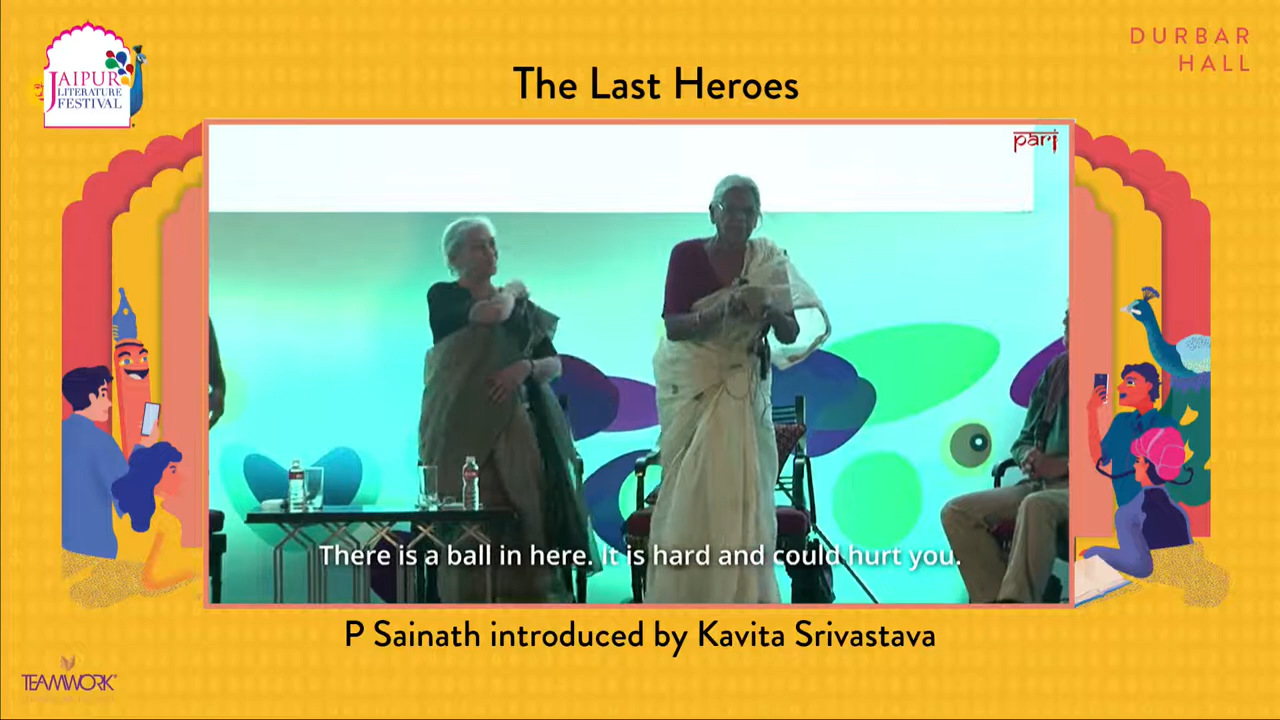 JAIPUR
LITERATURE
FESTIVAL
DURBAR
HALL
The Last Heroes
pari
There is a ball in here. It is hard and could hurt you.
P Sainath introduced by Kavita Srivastava
TEAMWORK